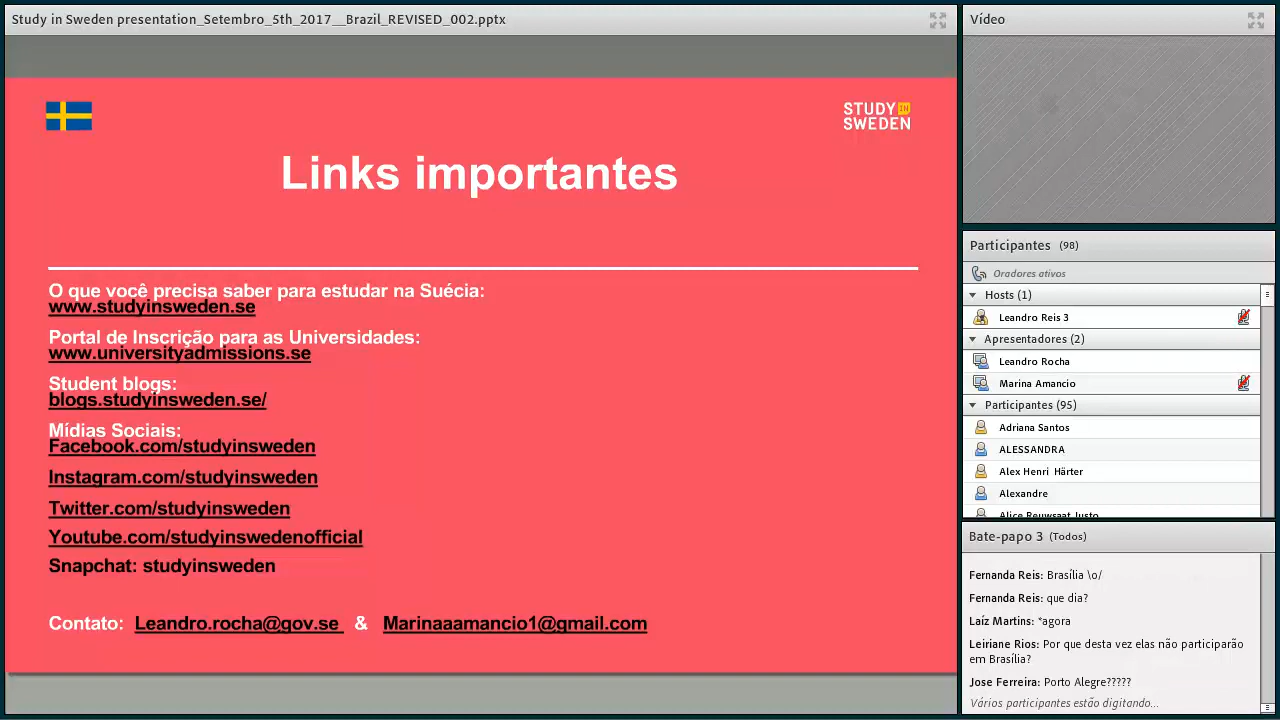 Study in Sweden presentation_Setembro_5th_2017__Brazil_REVISED_002.pptx
STUDY IN
SWEDEN
Links importantes
O que você precisa saber para estudar na Suécia:
www.studyinsweden.se
Portal de Inscrição para as Universidades:
www.universityadmissions.se
Student blogs:
blogs.studyinsweden.se/
Mídias Sociais:
Facebook.com/studyinsweden
Instagram.com/studyinsweden
Twitter.com/studyinsweden
Youtube.com/studyinswedenofficial
Snapchat: studyinsweden
Contato: Leandro.rocha@gov.se & Marinaaamancio1@gmail.com
Vídeo
Participantes (98)
Oradores ativos
Hosts (1)
Leandro Reis 3
Apresentadores (2)
Leandro Rocha
Marina Amancio
Participantes (95)
Adriana Santos
ALESSANDRA
Alex Henri Härter
Alexandre
Alice Reuwsaat Justo
Bate-papo 3 (Todos)
Fernanda Reis: Brasília \o/
Fernanda Reis: que dia?
Laíz Martins: *agora
Leiriane Rios: Por que desta vez elas não participarão
em Brasília?
Jose Ferreira: Porto Alegre?????
Vários participantes estão digitando...